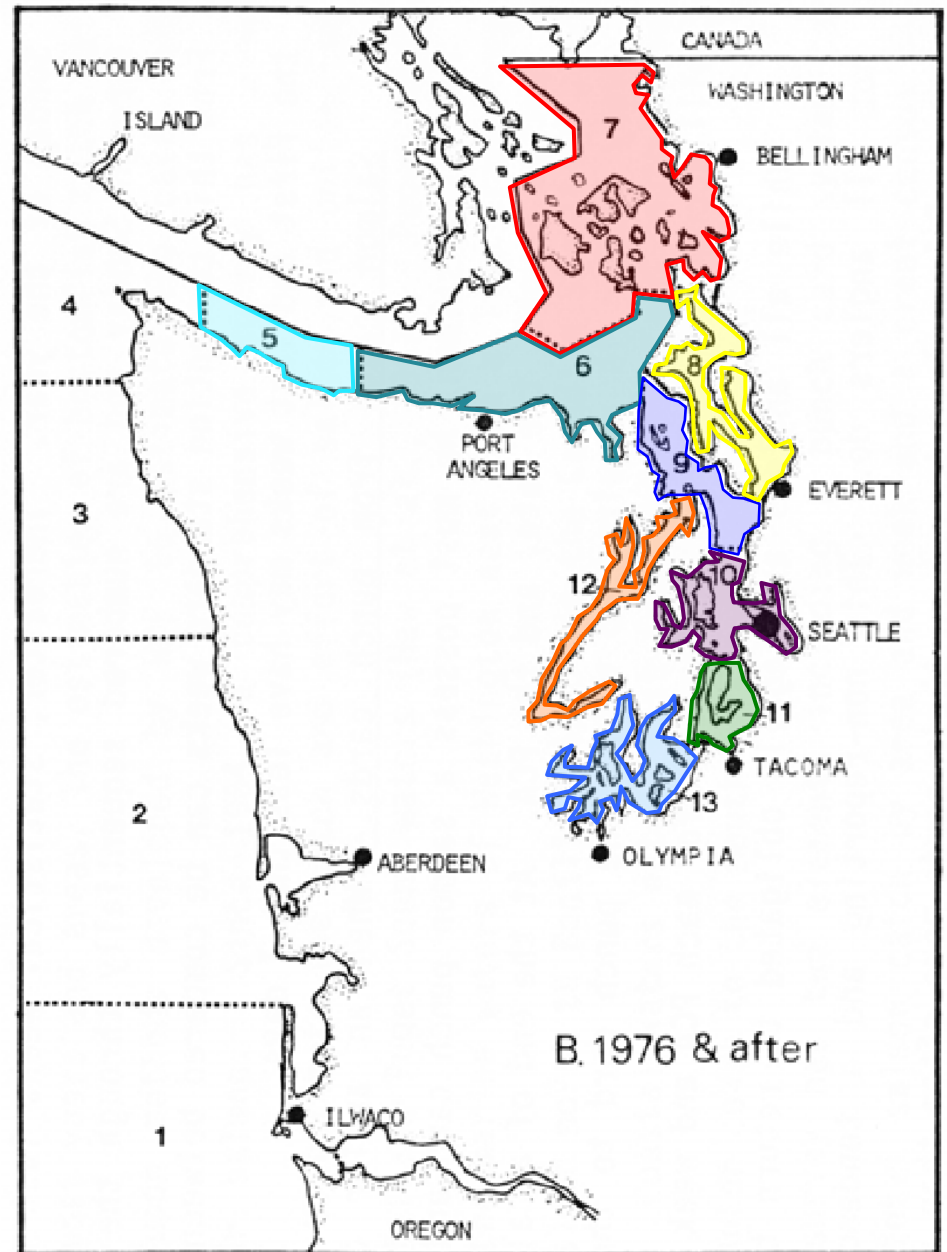 CANADA
VANCOUVER
WASHINGTON
ISLAND
7
BELLINGHAM
4
5
6
8
PORT
ANGELES
9
EVERETT
3
12
10
SEATTLE
11
TACOMA
13
2
ABERDEEN
OLYMPIA
B. 1976 & after
ILWACO
1
OREGON